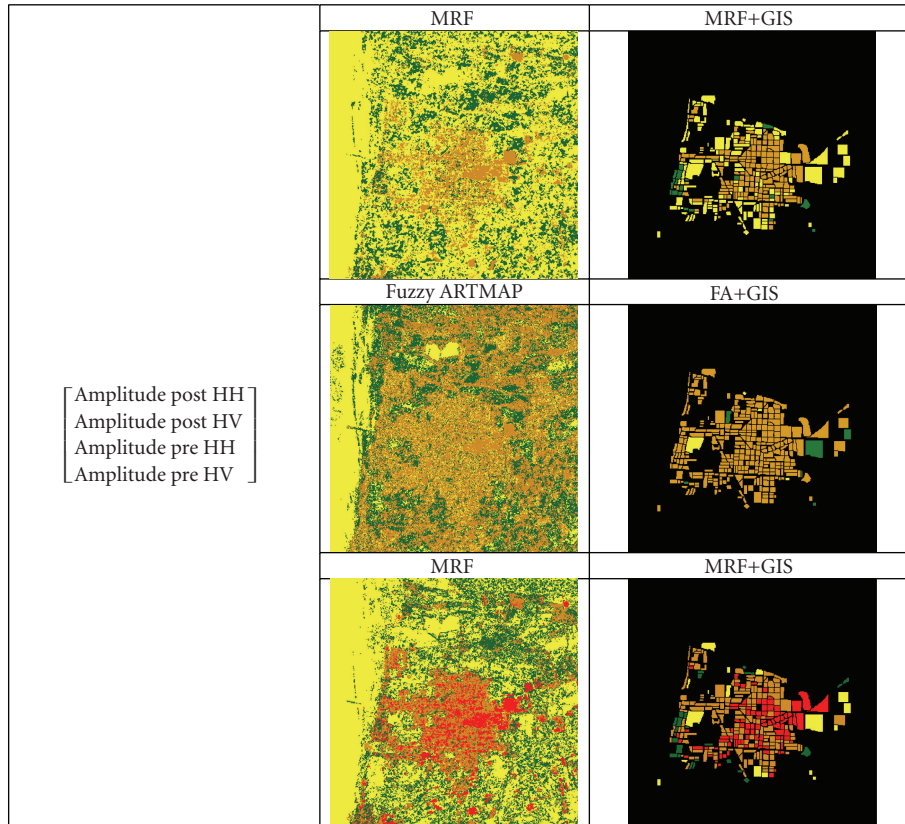 MRF
MRF+GIS
Fuzzy ARTMAP
FA+GIS
Amplitude post HH
Amplitude post HV
Amplitude pre HH
Amplitude pre HV
MRF
MRF+GIS